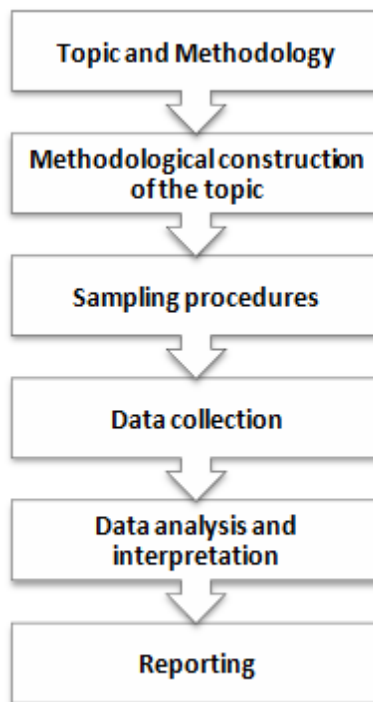 Topic and Methodology
Methodological construction
of the topic
Sampling procedures
Data collection
Data analysis and
interpretation
Reporting